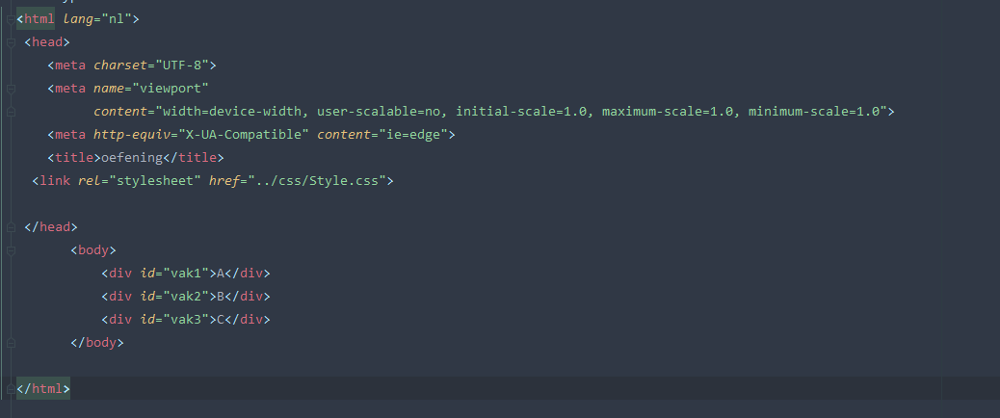 <html lang="nl">
<head>
<meta charset="UTF-8">
<meta name="viewport"
content="width=device-width, user-scalable=no, initial-scale=1.0, maximum-scale=1.0, minimum-scale=1.0">
<meta http-equiv="X-UA-Compatible" content="ie=edge">
<title>oefening</title>
<link rel="stylesheet" href="../css/Style.css">
</head>
<body>
<div id="vak1">A</div>
<div id="vak2">B</div>
<div id="vak3">C</div>
</body>
</html>